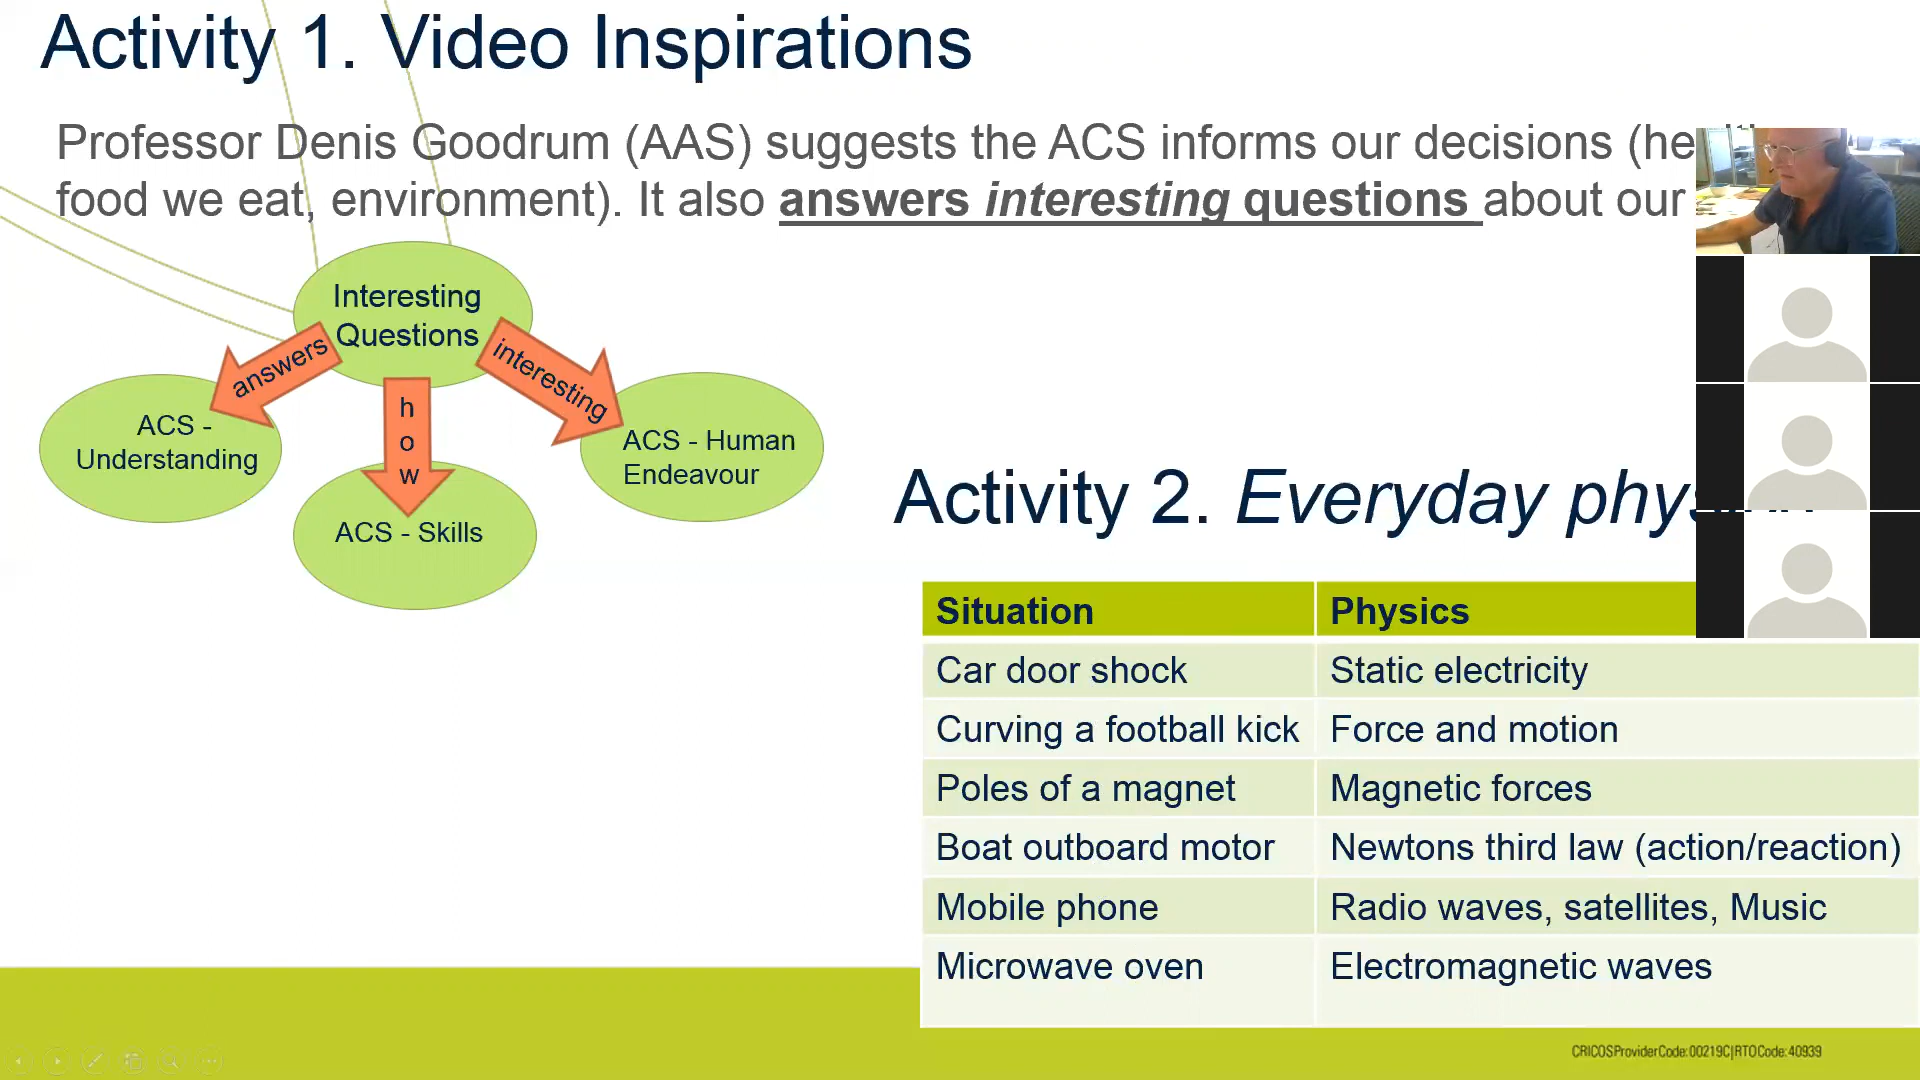 Activity 1. Video Inspirations
Professor Denis Goodrum (AAS) suggests the ACS informs our decisions
food we eat, environment). It also answers interesting questions about our
Interesting
Questions
answers
how
interesting
ACS -
Understanding
ACS - Skills
ACS - Human
Endeavour
Activity 2. Everyday
Situation Physics
Car door shock Static electricity
Curving a football kick Force and motion
Poles of a magnet Magnetic forces
Boat outboard motor Newtons third law (action/reaction)
Mobile phone Radio waves, satellites, Music
Microwave oven Electromagnetic waves
CRICOS Provider Code: 00219C | RTO Code: 40939